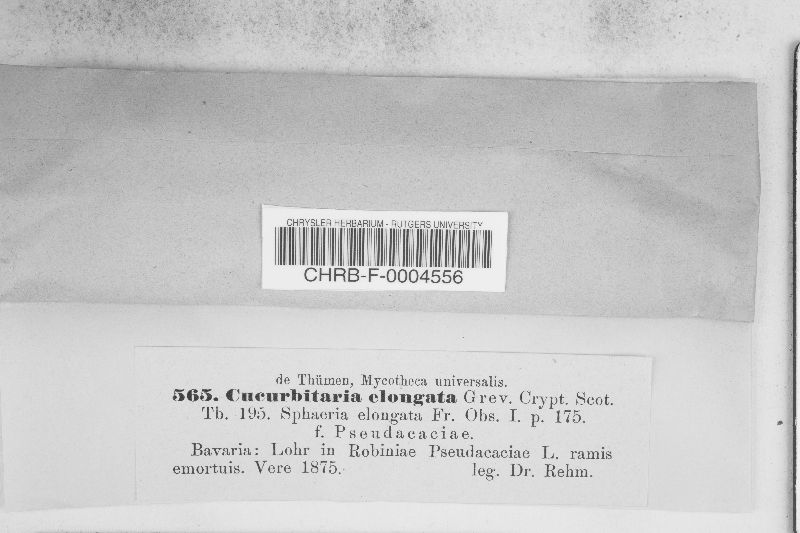 CHRYSLER HERBARIUM - RUTGERS UNIVERSITY
CHRB-F-0004556
de Thümen, Mycotheca universalis.
565. Cucurbitaria elongata Grev. Crypt. Scot.
Tb. 195. Sphaeria elongata Fr. Obs. I. p. 175.
f. Pseudacaciae.
Bavaria: Lohr in Robiniae Pseudacaciae L. ramis
emortuis. Vere 1875. leg. Dr. Rehm.